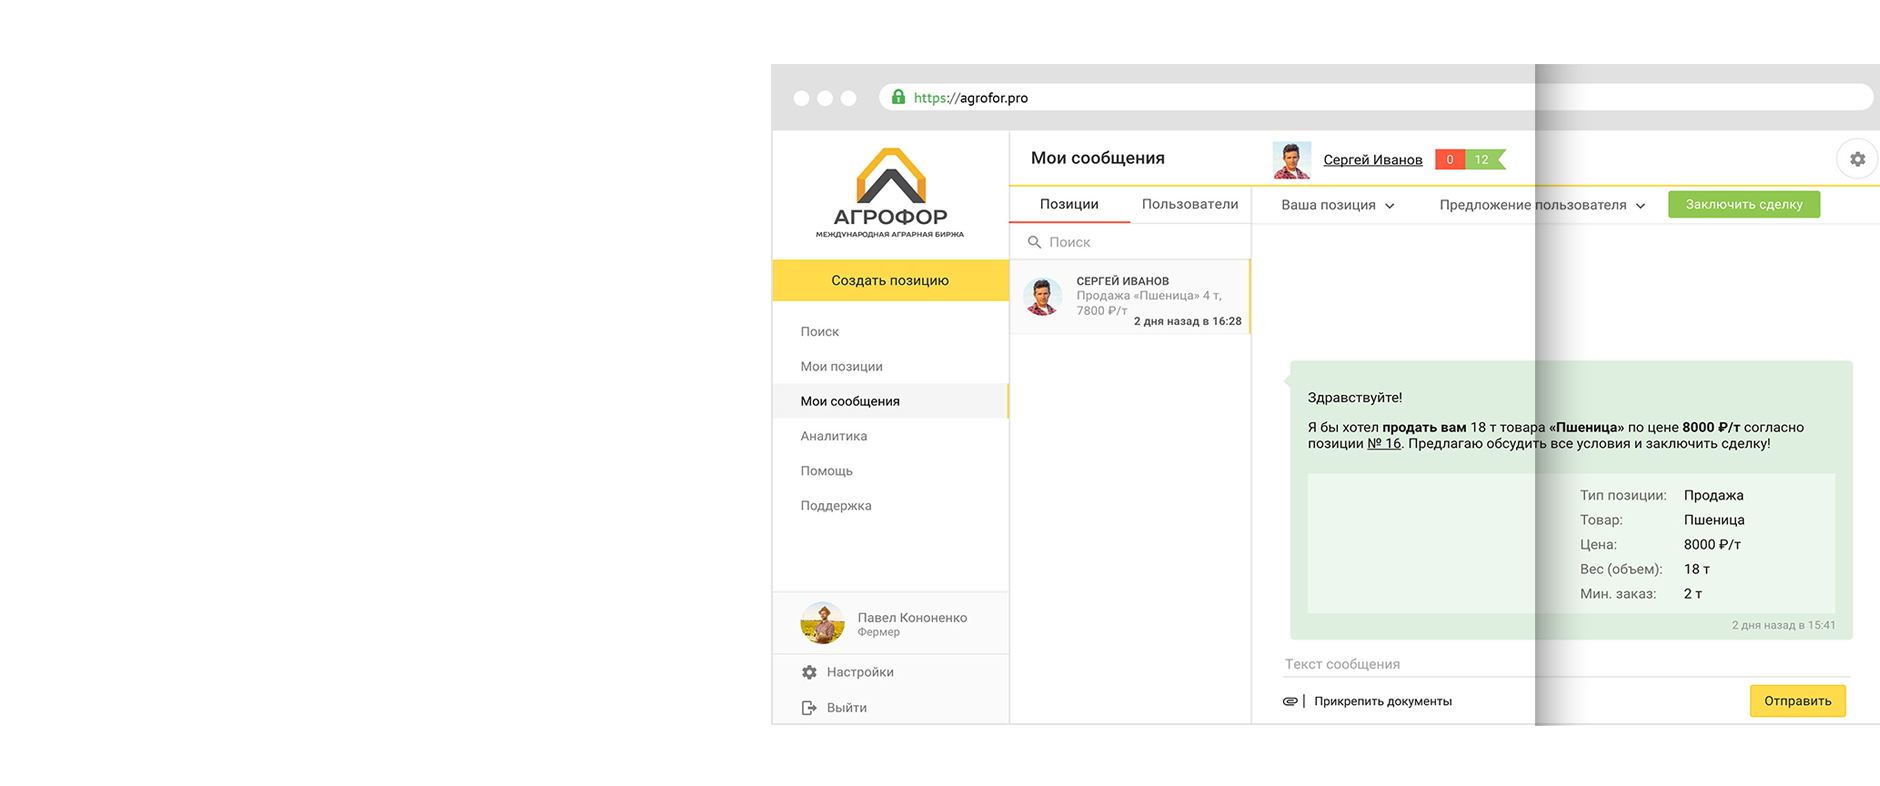 https://agrofor.pro
АГРОФОР
МЕЖДУНАРОДНАЯ АГРАРНАЯ БИРЖА
Создать позицию
Поиск
Мои позиции
Мои сообщения
Аналитика
Помощь
Поддержка
Павел Кононенко
Фермер
Настройки
Выйти
Мои сообщения
Сергей Иванов 0 12
Позиции Пользователи
Поиск
СЕРГЕЙ ИВАНОВ
Продажа «Пшеница» 4 т,
7800 ₽/т
2 дня назад в 16:28
Ваша позиция Предложение пользователя Заключить сделку
Здравствуйте!
Я бы хотел продать вам 18 т товара «Пшеница» по цене 8000 ₽/т согласно
позиции № 16. Предлагаю обсудить все условия и заключить сделку!
Тип позиции: Продажа
Товар: Пшеница
Цена: 8000 ₽/т
Вес (объем): 18 т
Мин. заказ: 2 т
2 дня назад в 15:41
Текст сообщения
Прикрепить документы
Отправить